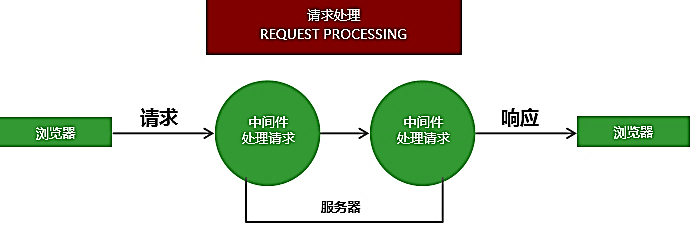 请求处理
REQUEST PROCESSING
浏览器
请求
中间件
处理请求
中间件
处理请求
响应
浏览器
服务器